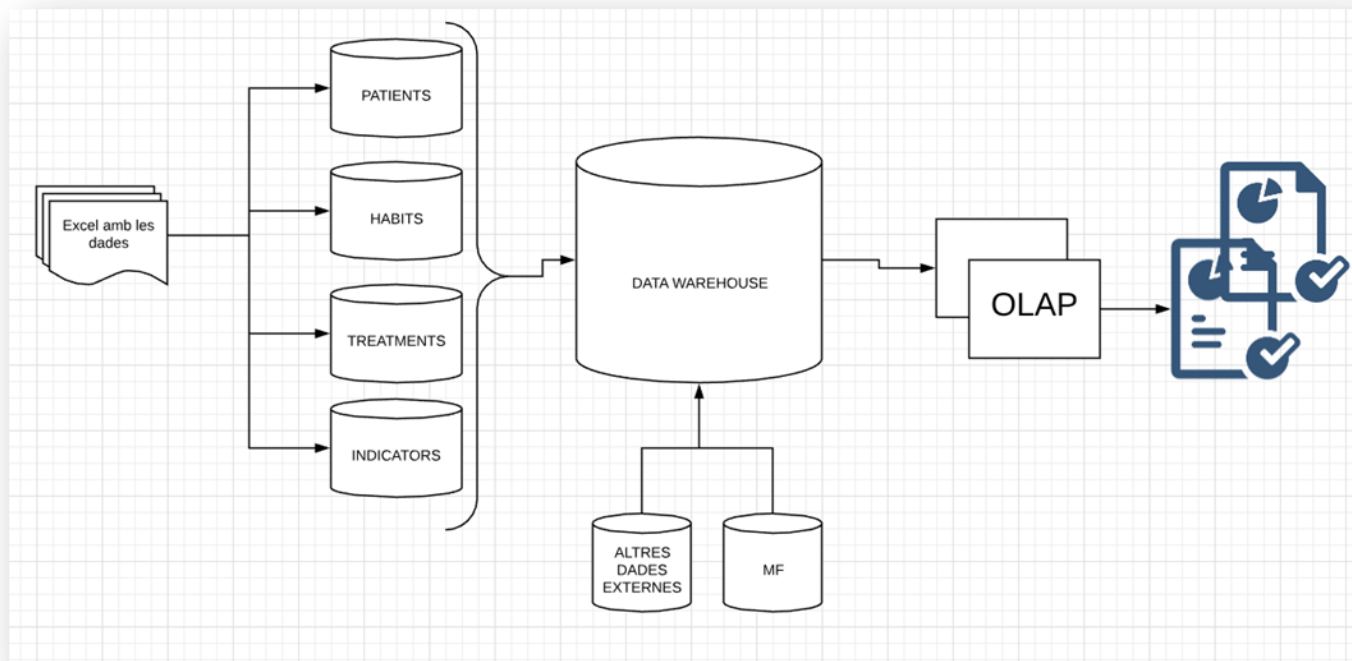 PATIENTS
HABITS
Excel amb les
dades
TREATMENTS
INDICATORS
DATA WAREHOUSE
OLAP
ALTRES
DADES
EXTERNES
MF